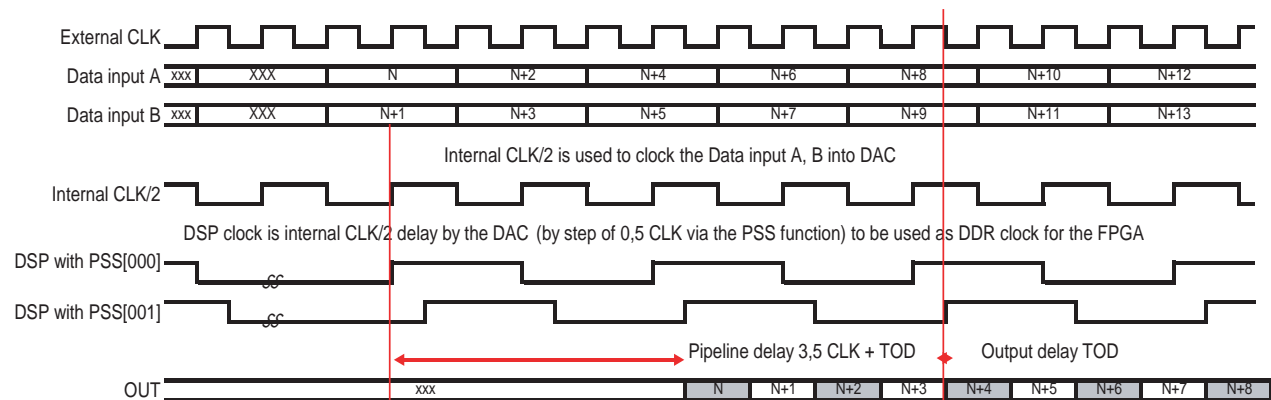 External CLK
Data input A xxx XXX N N+2 N+4 N+6 N+8 N+10 N+12
Data input B xxx XXX N+1 N+3 N+5 N+7 N+9 N+11 N+13
Internal CLK/2 is used to clock the Data input A, B into DAC
Internal CLK/2
DSP clock is internal CLK/2 delay by the DAC (by step of 0,5 CLK via the PSS function) to be used as DDR clock for the FPGA
DSP with PSS[000]
DSP with PSS[001]
Pipeline delay 3,5 CLK + TOD Output delay TOD
OUT xxx N N+1 N+2 N+3 N+4 N+5 N+6 N+7 N+8